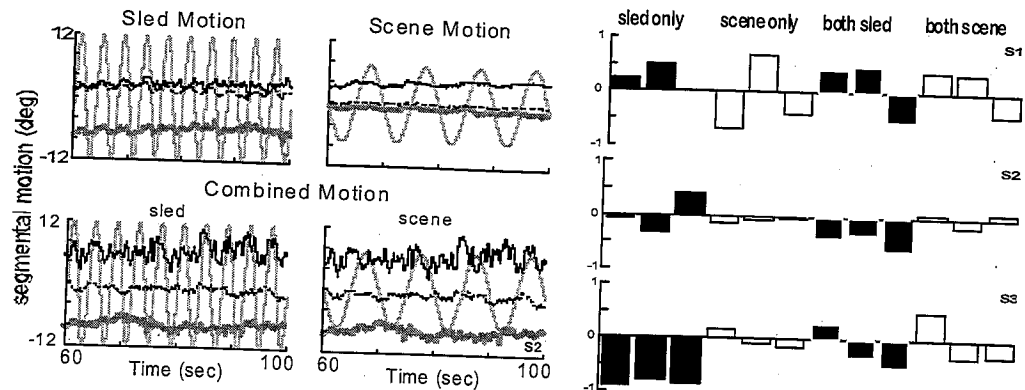 Sled Motion
Scene Motion
12
-12
segmental motion (deg)
Combined Motion
sled
scene
12
-12
S2
60
100
60
100
Time (sec)
Time (sec)
sled only
scene only
both sled
both scene
1
0
-1
S1
1
0
-1
S2
1
0
-1
S3